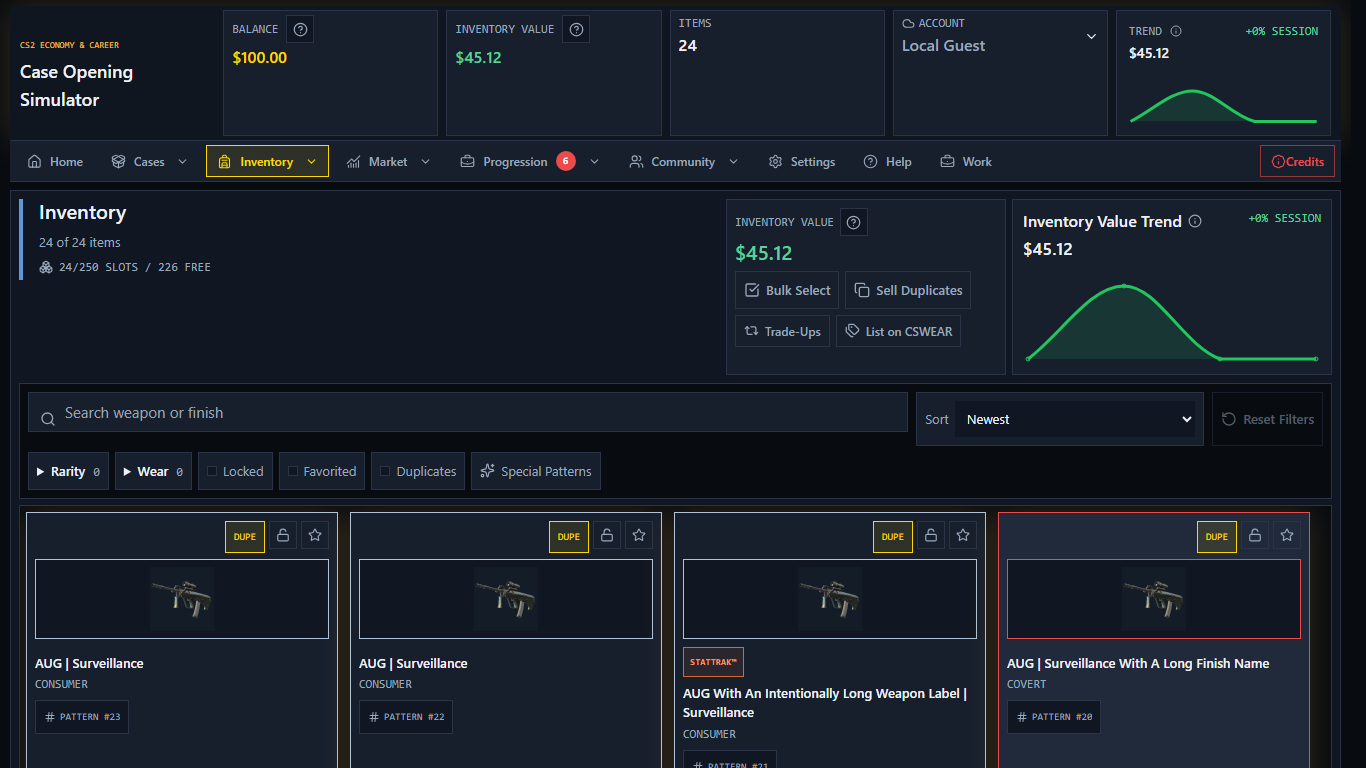 CS2 ECONOMY & CAREER
Case Opening
Simulator
BALANCE
$100.00
INVENTORY VALUE
$45.12
ITEMS
24
ACCOUNT
Local Guest
TREND
+0% SESSION
$45.12
Home
Cases
Inventory
Market
Progression
6
Community
Settings
Help
Work
Credits
Inventory
24 of 24 items
24/250 SLOTS / 226 FREE
INVENTORY VALUE
$45.12
Bulk Select
Sell Duplicates
Trade-Ups
List on CSWEAR
Inventory Value Trend
+0% SESSION
$45.12
Search weapon or finish
Sort
Newest
Reset Filters
Rarity 0
Wear 0
Locked
Favorited
Duplicates
Special Patterns
DUPE
AUG | Surveillance
CONSUMER
# PATTERN #23
DUPE
AUG | Surveillance
CONSUMER
# PATTERN #22
DUPE
STATTRAK™
AUG With An Intentionally Long Weapon Label |
Surveillance
CONSUMER
# PATTERN #21
DUPE
AUG | Surveillance With A Long Finish Name
COVERT
# PATTERN #20